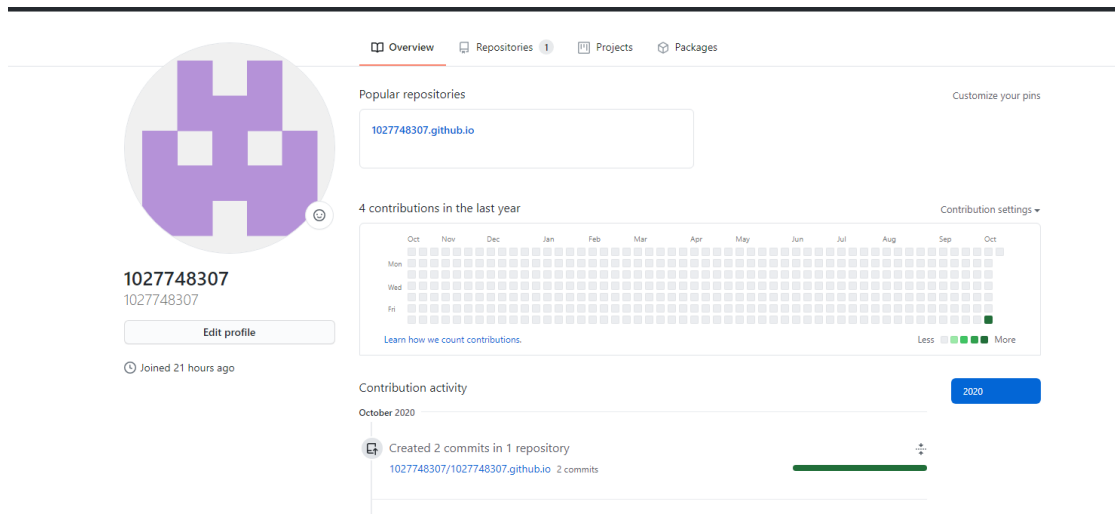 Overview Repositories 1 Projects Packages
Popular repositories Customize your pins
1027748307.github.io
4 contributions in the last year Contribution settings
Oct Nov Dec Jan Feb Mar Apr May Jun Jul Aug Sep Oct
Mon
Wed
Fri
Learn how we count contributions. Less More
1027748307
1027748307
Edit profile
Joined 21 hours ago
Contribution activity 2020
October 2020
Created 2 commits in 1 repository
1027748307/1027748307.github.io 2 commits